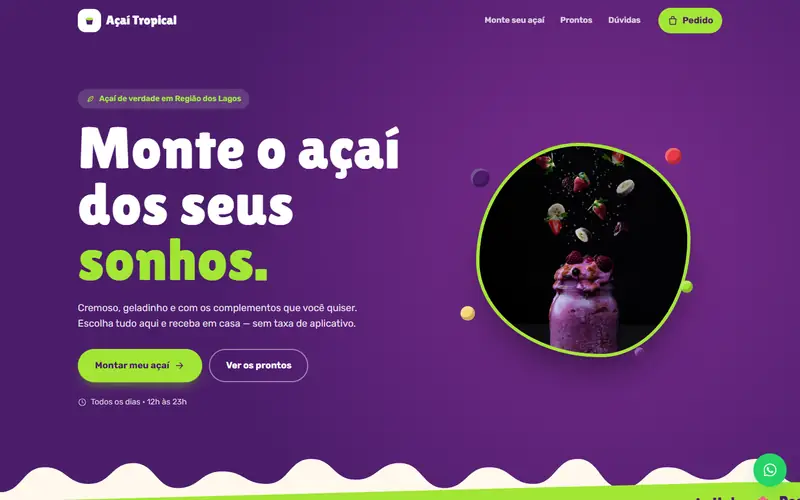 Açaí Tropical
Monte seu açaí
Prontos
Dúvidas
Pedido
Açaí de verdade em Região dos Lagos
Monte o açaí
dos seus
sonhos.
Cremoso, geladinho e com os complementos que você quiser.
Escolha tudo aqui e receba em casa — sem taxa de aplicativo.
Montar meu açaí →
Ver os prontos
Todos os dias • 12h às 23h